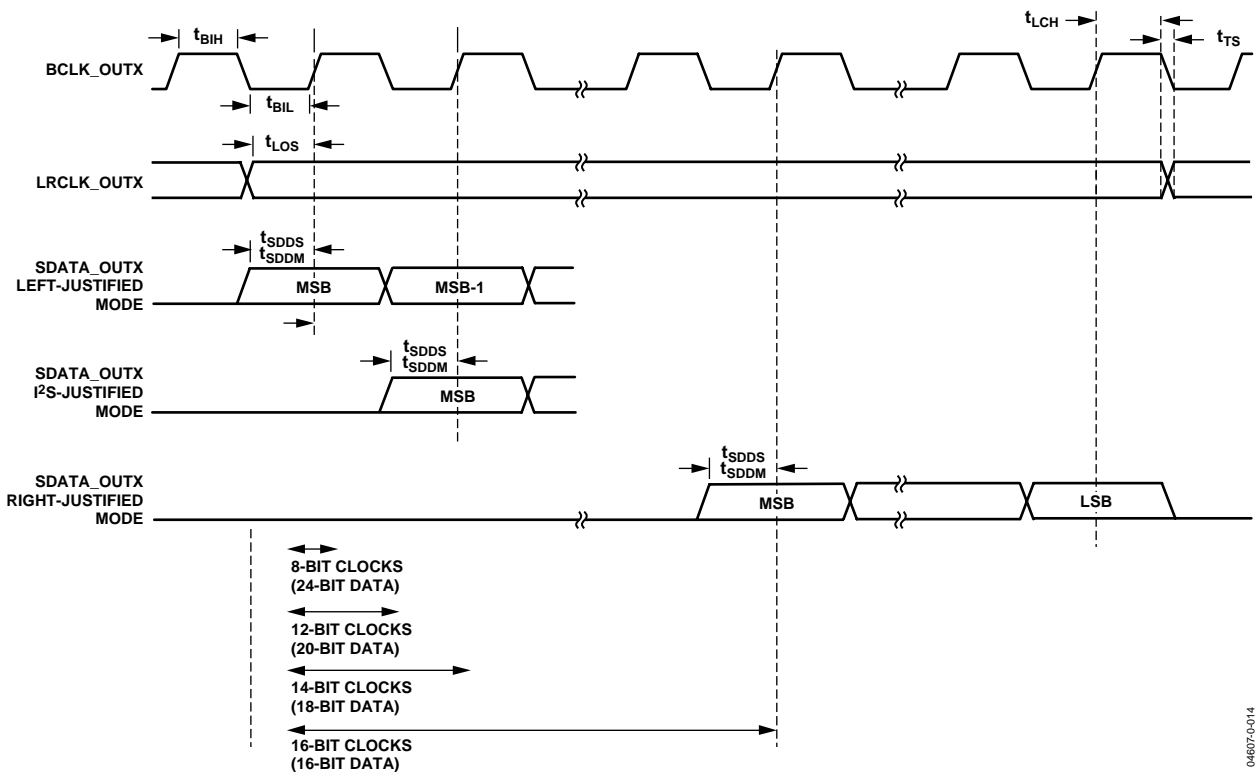 tBIH
tLCH
tTS
BCLK_OUTX
tBIL
tLOS
LRCLK_OUTX
tSDDS
tSDDM
SDATA_OUTX
LEFT-JUSTIFIED
MODE
MSB
MSB-1
tSDDS
tSDDM
SDATA_OUTX
I²S-JUSTIFIED
MODE
MSB
tSDDS
tSDDM
SDATA_OUTX
RIGHT-JUSTIFIED
MODE
MSB
LSB
8-BIT CLOCKS
(24-BIT DATA)
12-BIT CLOCKS
(20-BIT DATA)
14-BIT CLOCKS
(18-BIT DATA)
16-BIT CLOCKS
(16-BIT DATA)
04607-0-014